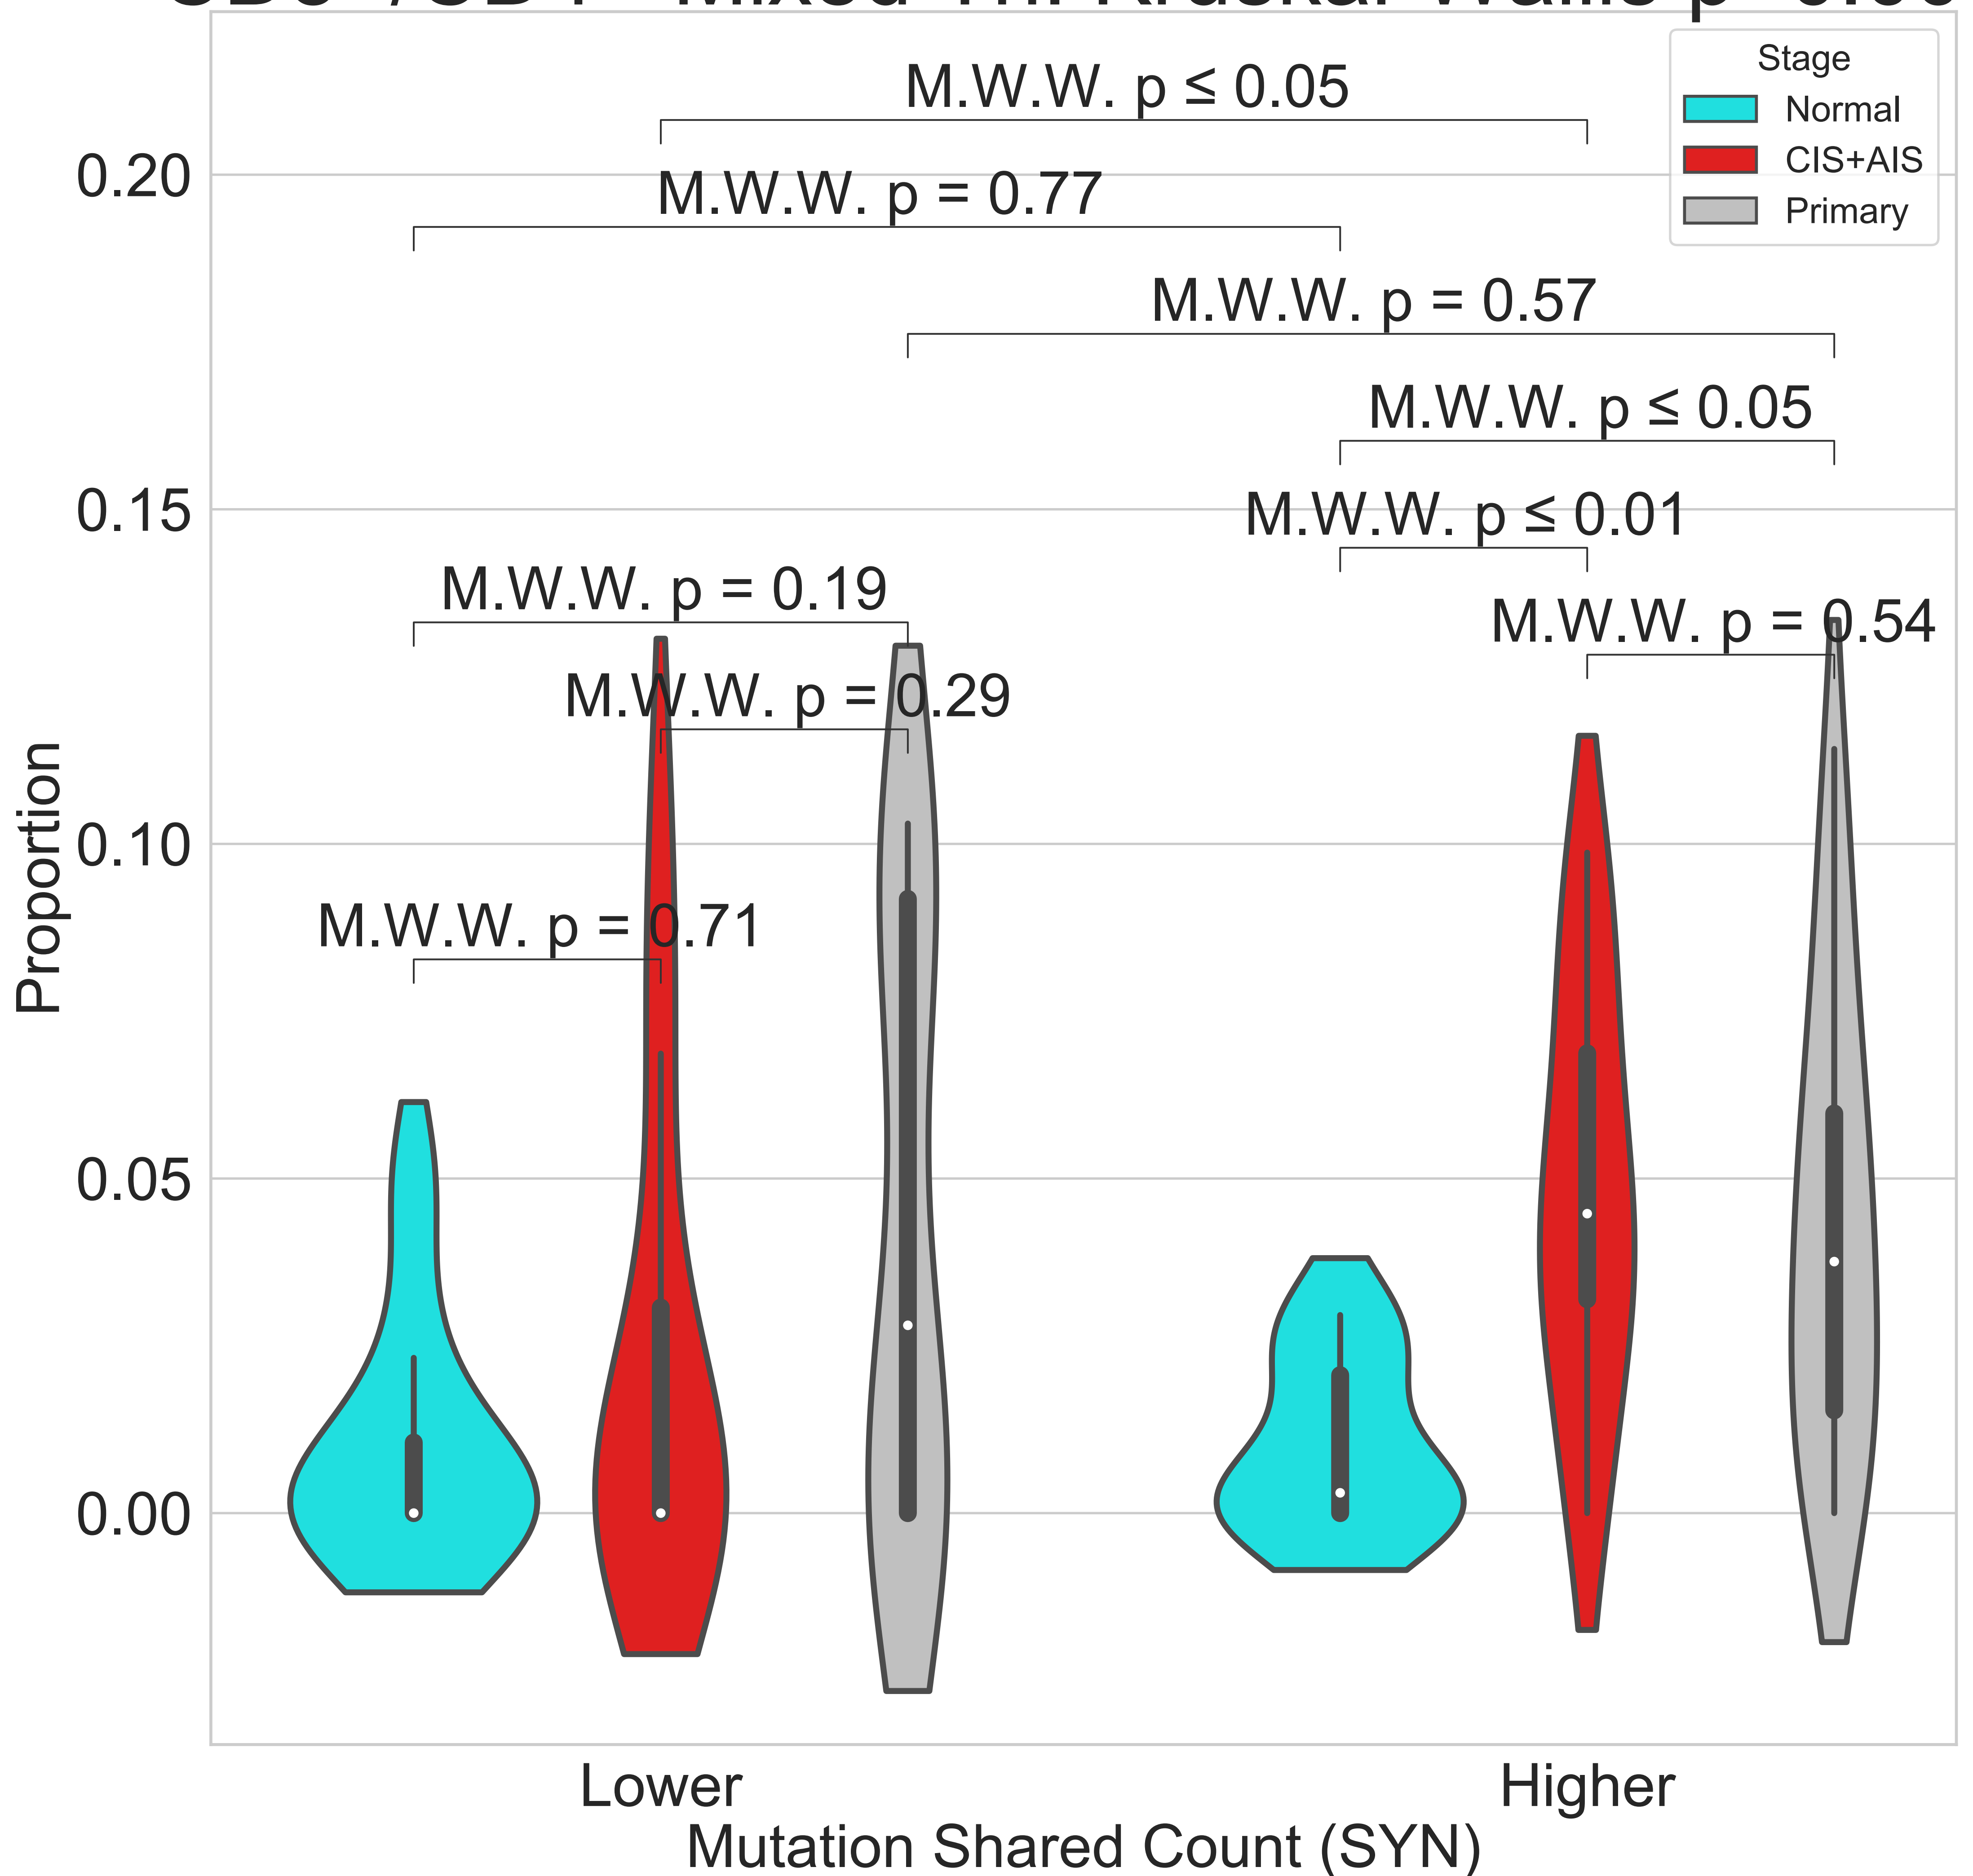 Stage
Normal
CIS+AIS
Primary
M.W.W. p ≤ 0.05
M.W.W. p = 0.77
M.W.W. p = 0.57
M.W.W. p ≤ 0.05
M.W.W. p ≤ 0.01
M.W.W. p = 0.54
M.W.W. p = 0.19
M.W.W. p = 0.29
M.W.W. p = 0.71
0.20
0.15
0.10
0.05
0.00
Proportion
Lower
Higher
Mutation Shared Count (SYN)